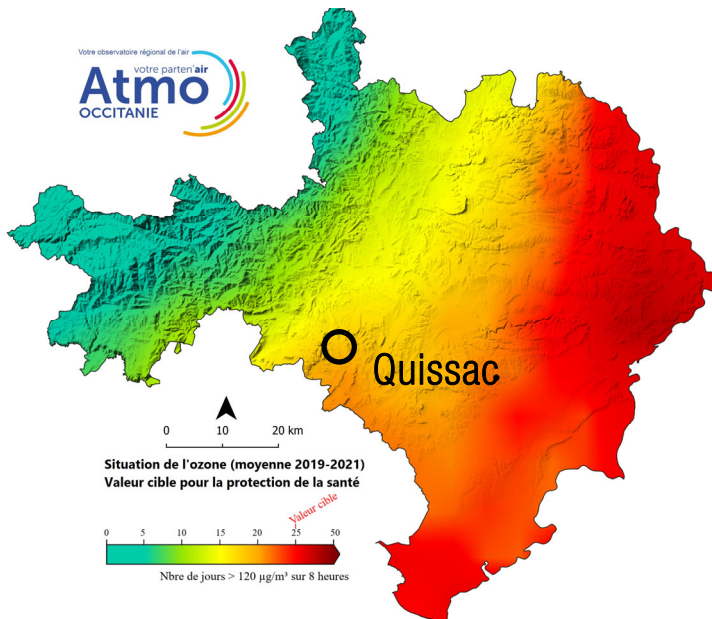 Votre observatoire régional de l'air
votre parten'air
Atmo
OCCITANIE
Quissac
0 10 20 km
Situation de l'ozone (moyenne 2019-2021)
Valeur cible pour la protection de la santé
Valeur cible
0 5 10 15 20 25 50
Nbre de jours > 120 µg/m³ sur 8 heures